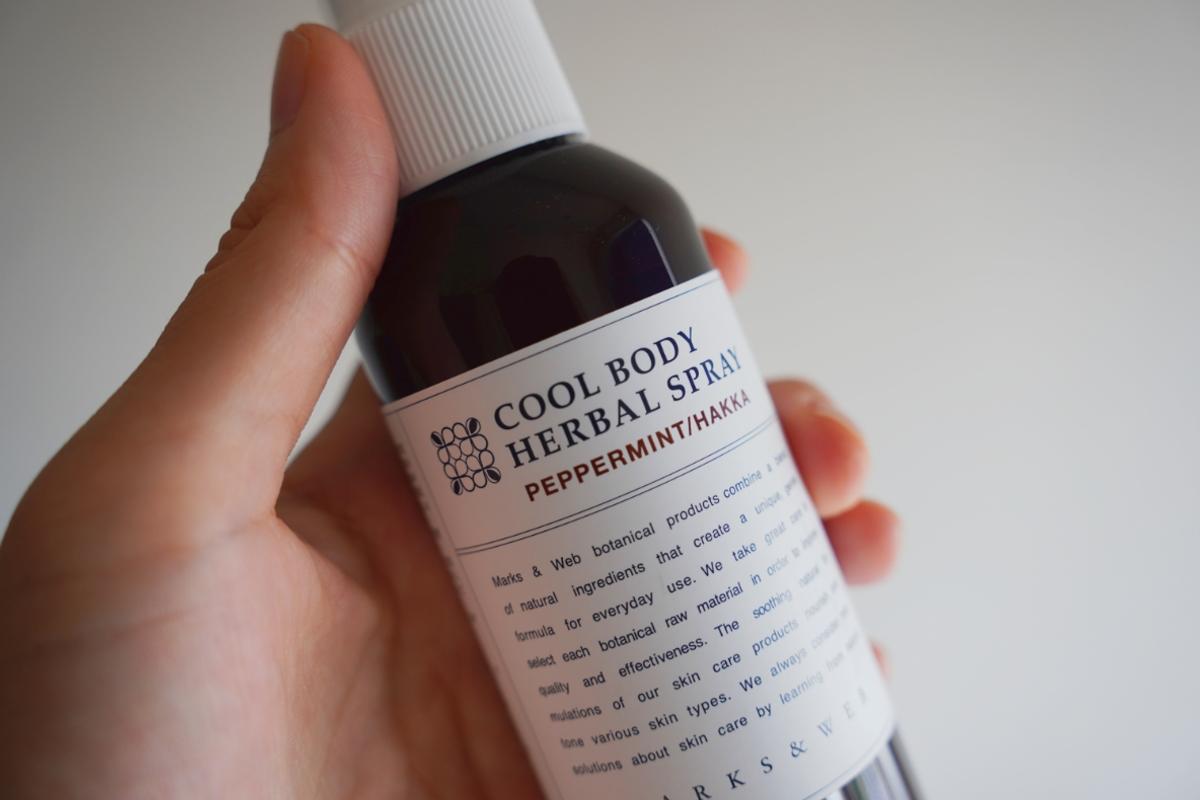 COOL BODY
HERBAL SPRAY
PEPPERMINT/HAKKA
Marks & Web botanical products combine a
of natural ingredients that create a unique,
formula for everyday use. We take great care
select each botanical raw material in order to
quality and effectiveness. The soothing natural
mulations of our skin care products nourish
tone various skin types. We always consider
solutions about skin care by learning from
ARKS & WEB